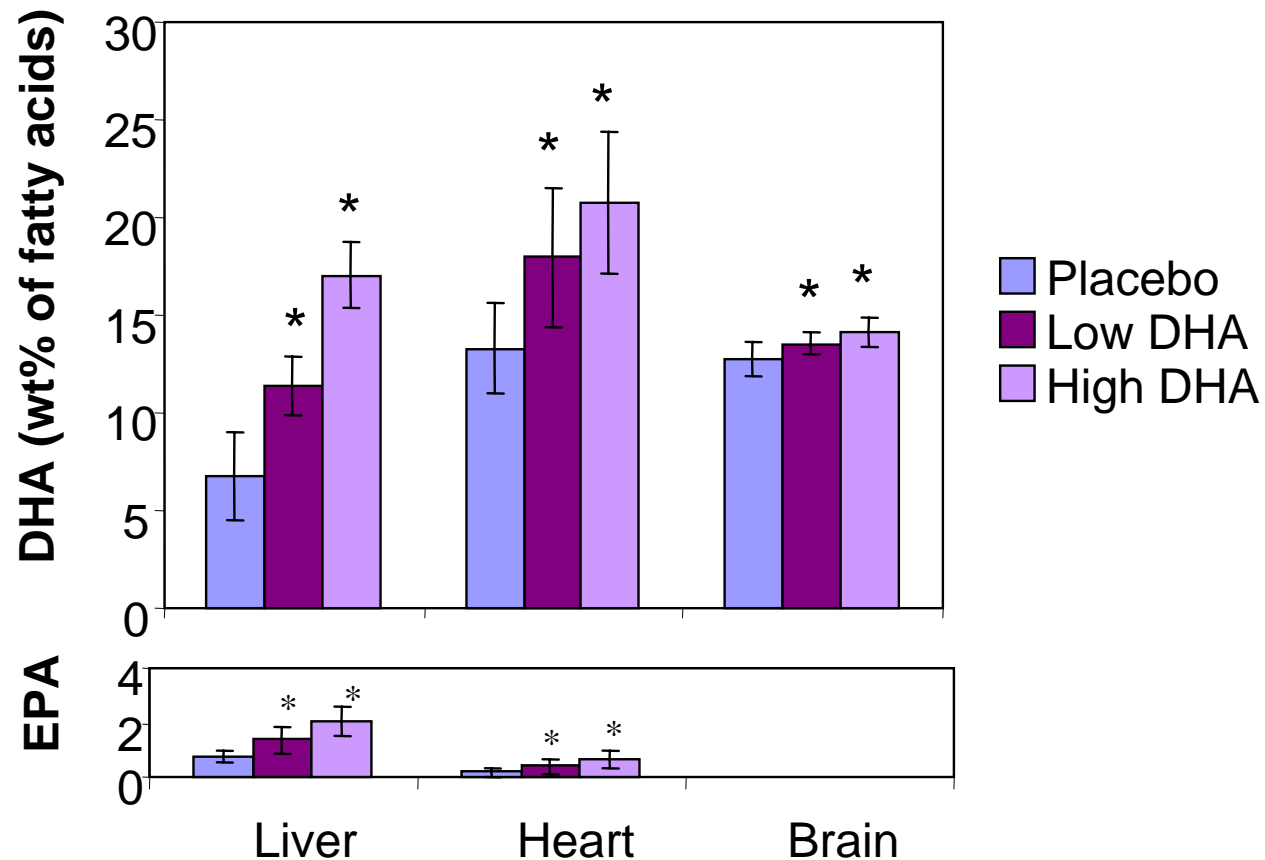 DHA (wt% of fatty acids)
30
25
20
15
10
5
0
*
*
*
*
*
*
Placebo
Low DHA
High DHA
EPA
4
2
0
*
*
*
*
Liver
Heart
Brain